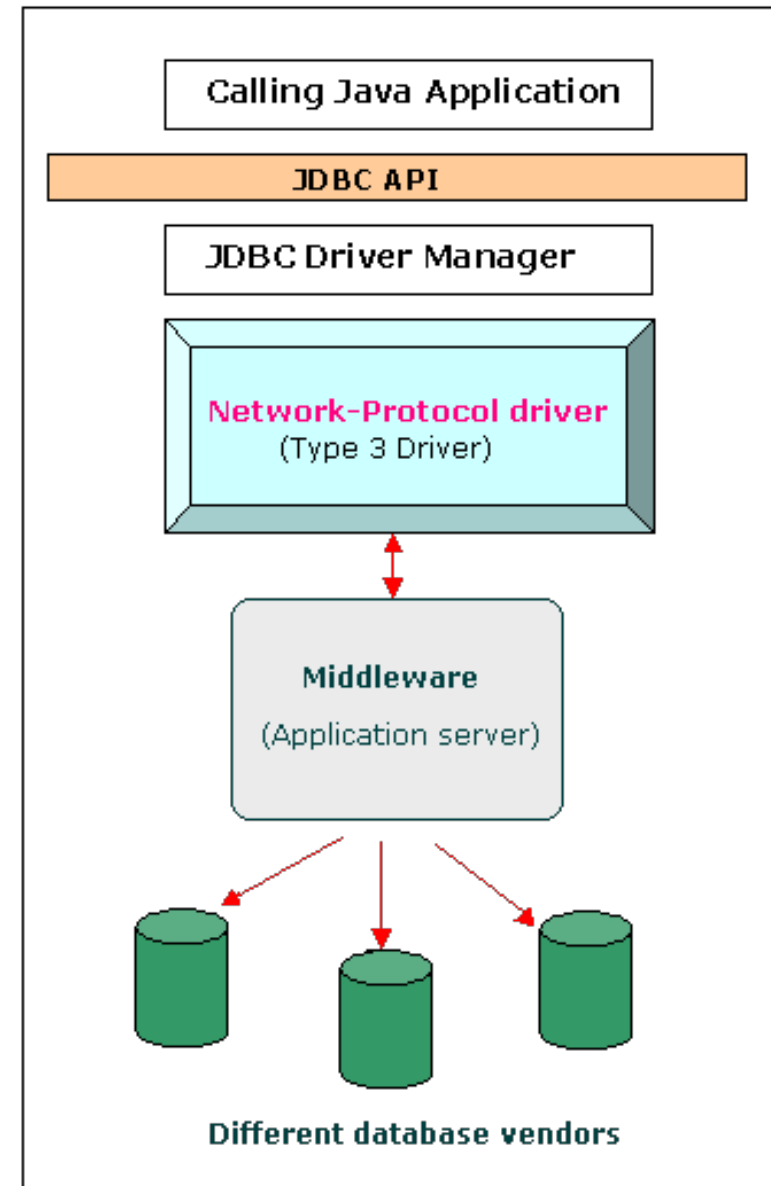 Calling Java Application
JDBC API
JDBC Driver Manager
Network-Protocol driver
(Type 3 Driver)
Middleware
(Application server)
Different database vendors